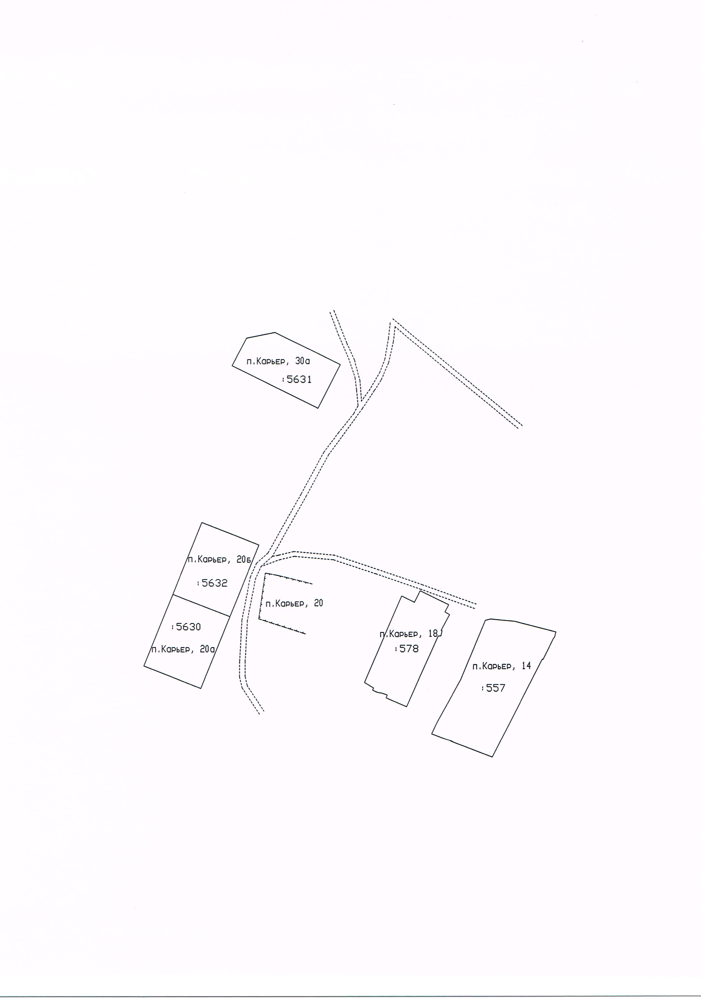 п.Карьер, 30а
:5631
п.Карьер, 20б
:5632
п.Карьер, 20
:5630
п.Карьер, 20а
п.Карьер, 18
:578
п.Карьер, 14
:557